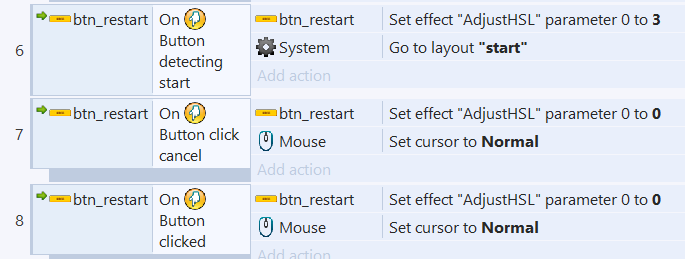 btn_restart On Button detecting start btn_restart Set effect "AdjustHSL" parameter 0 to 3
6 System Go to layout "start"
Add action
btn_restart On Button click cancel btn_restart Set effect "AdjustHSL" parameter 0 to 0
7 Mouse Set cursor to Normal
Add action
btn_restart On Button clicked btn_restart Set effect "AdjustHSL" parameter 0 to 0
8 Mouse Set cursor to Normal
Add action